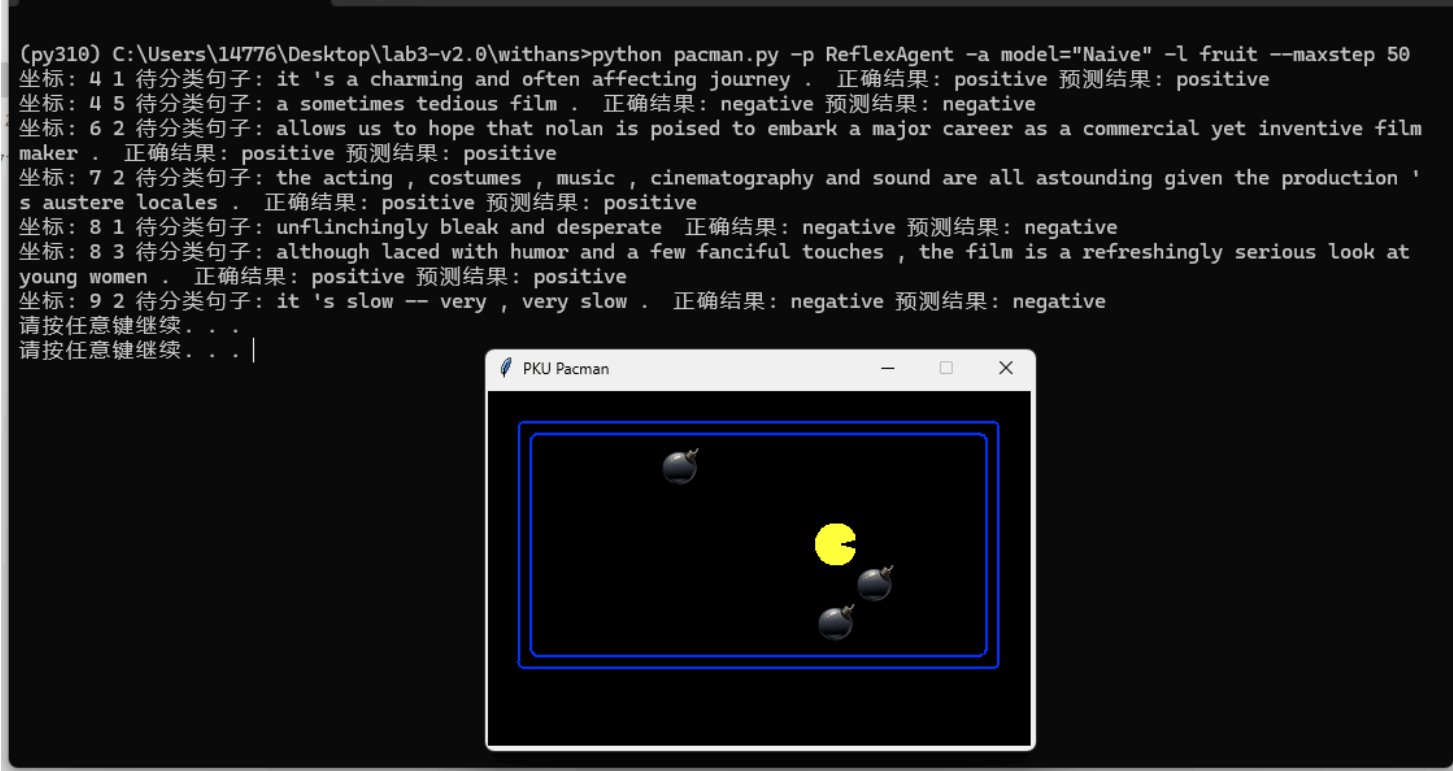 (py310) C:\Users\14776\Desktop\lab3-v2.0\withans>python pacman.py -p ReflexAgent -a model="Naive" -l fruit --maxstep 50
坐标: 4 1 待分类句子: it 's a charming and often affecting journey .  正确结果: positive 预测结果: positive
坐标: 4 5 待分类句子: a sometimes tedious film .  正确结果: negative 预测结果: negative
坐标: 6 2 待分类句子: allows us to hope that nolan is poised to embark a major career as a commercial yet inventive film
maker .  正确结果: positive 预测结果: positive
坐标: 7 2 待分类句子: the acting , costumes , music , cinematography and sound are all astounding given the production '
s austere locales .  正确结果: positive 预测结果: positive
坐标: 8 1 待分类句子: unflinchingly bleak and desperate  正确结果: negative 预测结果: negative
坐标: 8 3 待分类句子: although laced with humor and a few fanciful touches , the film is a refreshingly serious look at
young women .  正确结果: positive 预测结果: positive
坐标: 9 2 待分类句子: it 's slow -- very , very slow .  正确结果: negative 预测结果: negative
请按任意键继续. . .
请按任意键继续. . .
PKU Pacman